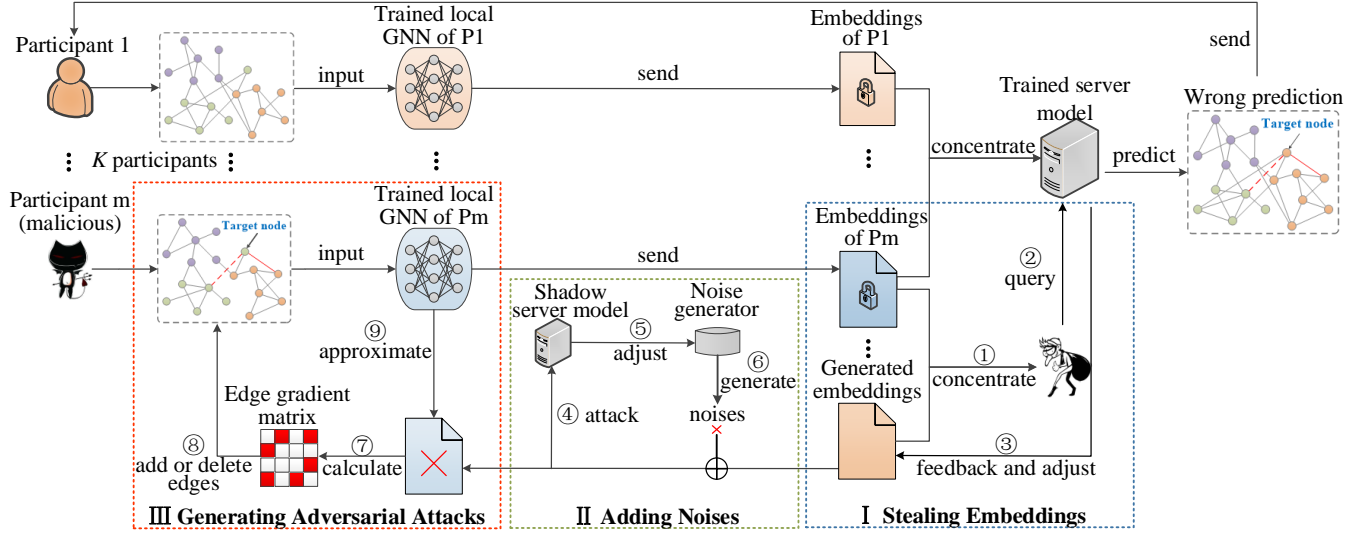 Participant 1
Trained local
GNN of P1
Embeddings
of P1
send
input
send
Trained server
model
Wrong prediction
Target node
K participants
concentrate
predict
Participant m
(malicious)
Trained local
GNN of Pm
Embeddings
of Pm
Target node
input
send
②
query
Shadow
server model
Noise
generator
⑤
adjust
⑨
approximate
⑥
generate
①
concentrate
Generated
embeddings
Edge gradient
matrix
④ attack
noises
⑧
add or delete
edges
⑦
calculate
③
feedback and adjust
Ⅲ Generating Adversarial Attacks
Ⅱ Adding Noises
Ⅰ Stealing Embeddings